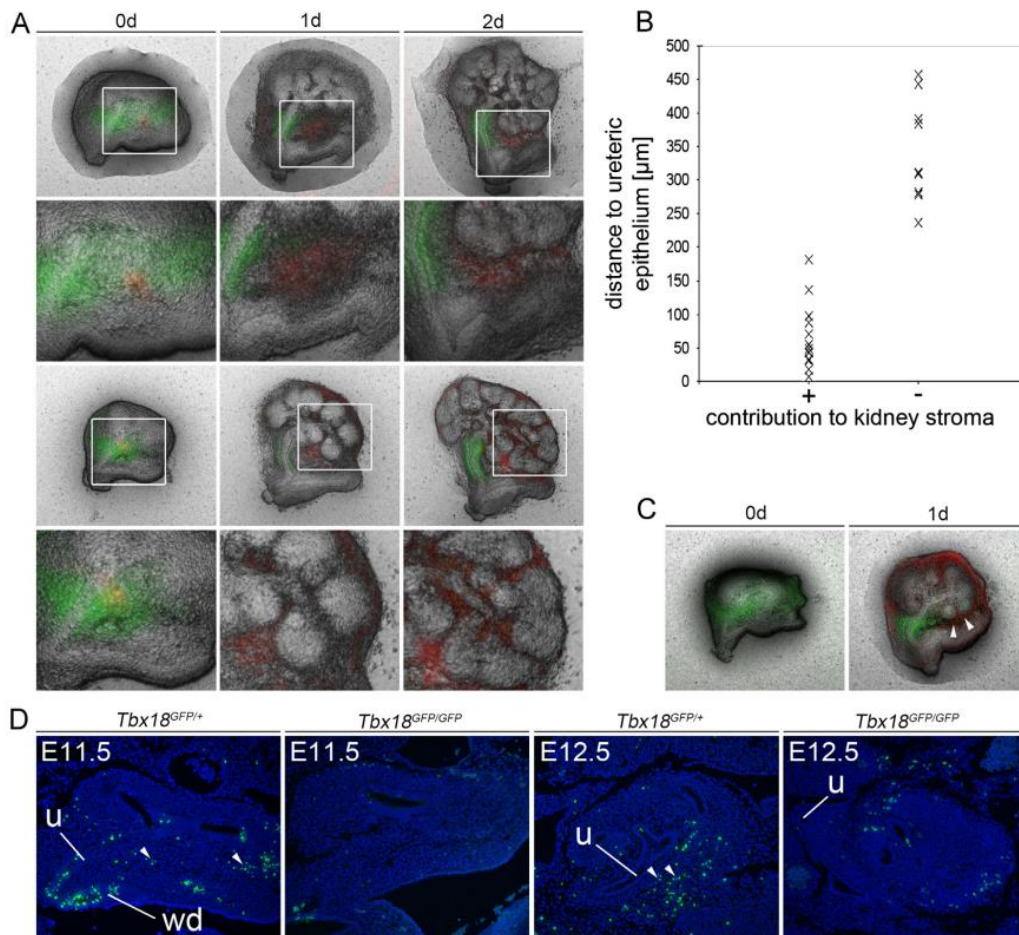 A
0d 1d 2d
B
500
450
400
350
300
250
200
150
100
50
0
distance to ureteric
epithelium [µm]
+ -
contribution to kidney stroma
C
0d 1d
D
Tbx18GFP/+ Tbx18GFP/GFP Tbx18GFP/+ Tbx18GFP/GFP
E11.5 E11.5 E12.5 E12.5
u u u
wd